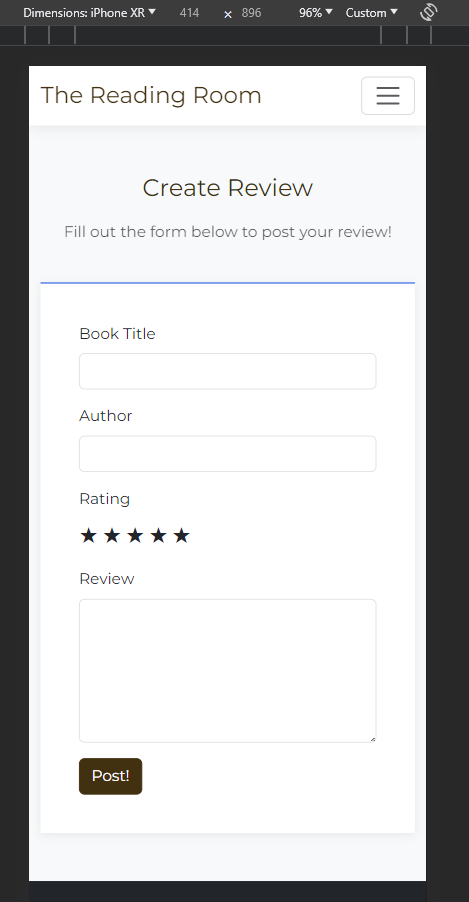 Dimensions: iPhone XR ▼ 414 × 896 96% ▼ Custom ▼
The Reading Room
Create Review
Fill out the form below to post your review!
Book Title
Author
Rating
★ ★ ★ ★ ★
Review
Post!